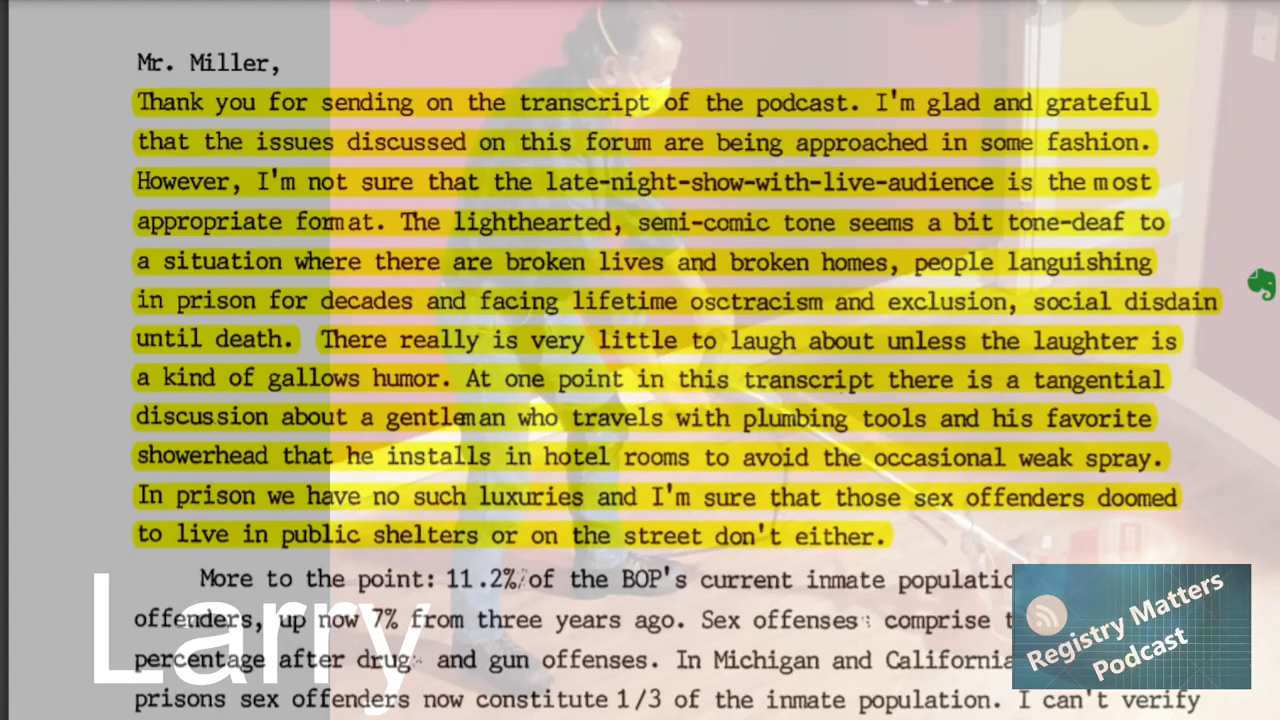 Mr. Miller,
Thank you for sending on the transcript of the podcast. I'm glad and grateful
that the issues discussed on this forum are being approached in some fashion.
However, I'm not sure that the late-night-show-with-live-audience is the most
appropriate format. The lighthearted, semi-comic tone seems a bit tone-deaf to
a situation where there are broken lives and broken homes, people languishing
in prison for decades and facing lifetime osctracism and exclusion, social disdain
until death. There really is very little to laugh about unless the laughter is
a kind of gallows humor. At one point in this transcript there is a tangential
discussion about a gentleman who travels with plumbing tools and his favorite
showerhead that he installs in hotel rooms to avoid the occasional weak spray.
In prison we have no such luxuries and I'm sure that those sex offenders doomed
to live in public shelters or on the street don't either.
More to the point: 11.2% of the BOP's current inmate
offenders, up now 7% from three years ago. Sex offenses comprise
percentage after drug and gun offenses. In Michigan and California
prisons sex offenders now constitute 1/3 of the inmate population. I can't verify
Larry
Registry Matters
Podcast